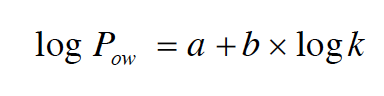 log P_ow = a + b × log k